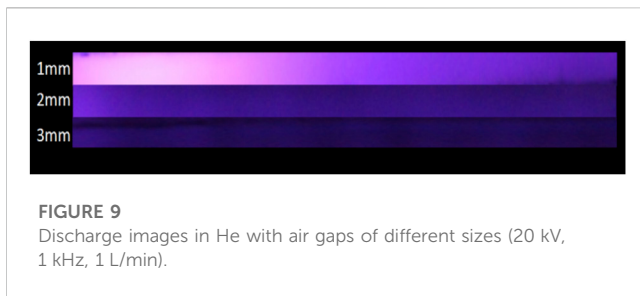 1mm
2mm
3mm
FIGURE 9
Discharge images in He with air gaps of different sizes (20 kV,
1 kHz, 1 L/min).